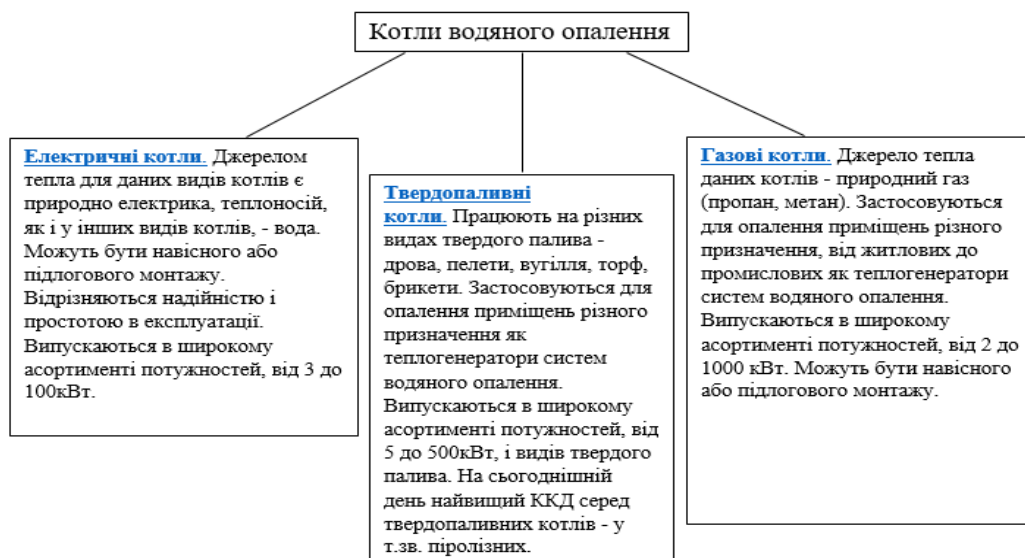 Котли водяного опалення
Електричні котли. Джерелом
тепла для даних видів котлів є
природно електрика, теплоносій,
як і у інших видів котлів, - вода.
Можуть бути навісного або
підлогового монтажу.
Відрізняються надійністю і
простотою в експлуатації.
Випускаються в широкому
асортименті потужностей, від 3 до
100кВт.
Твердопаливні
котли. Працюють на різних
видах твердого палива -
дрова, пелети, вугілля, торф,
брикети. Застосовуються для
опалення приміщень різного
призначення як
теплогенератори систем
водяного опалення.
Випускаються в широкому
асортименті потужностей, від
5 до 500кВт, і видів твердого
палива. На сьогоднішній
день найвищий ККД серед
твердопаливних котлів - у
т.зв. піролізних.
Газові котли. Джерело тепла
даних котлів - природний газ
(пропан, метан). Застосовуються
для опалення приміщень різного
призначення, від житлових до
промислових як теплогенератори
систем водяного опалення.
Випускаються в широкому
асортименті потужностей, від 2 до
1000 кВт. Можуть бути навісного
або підлогового монтажу.